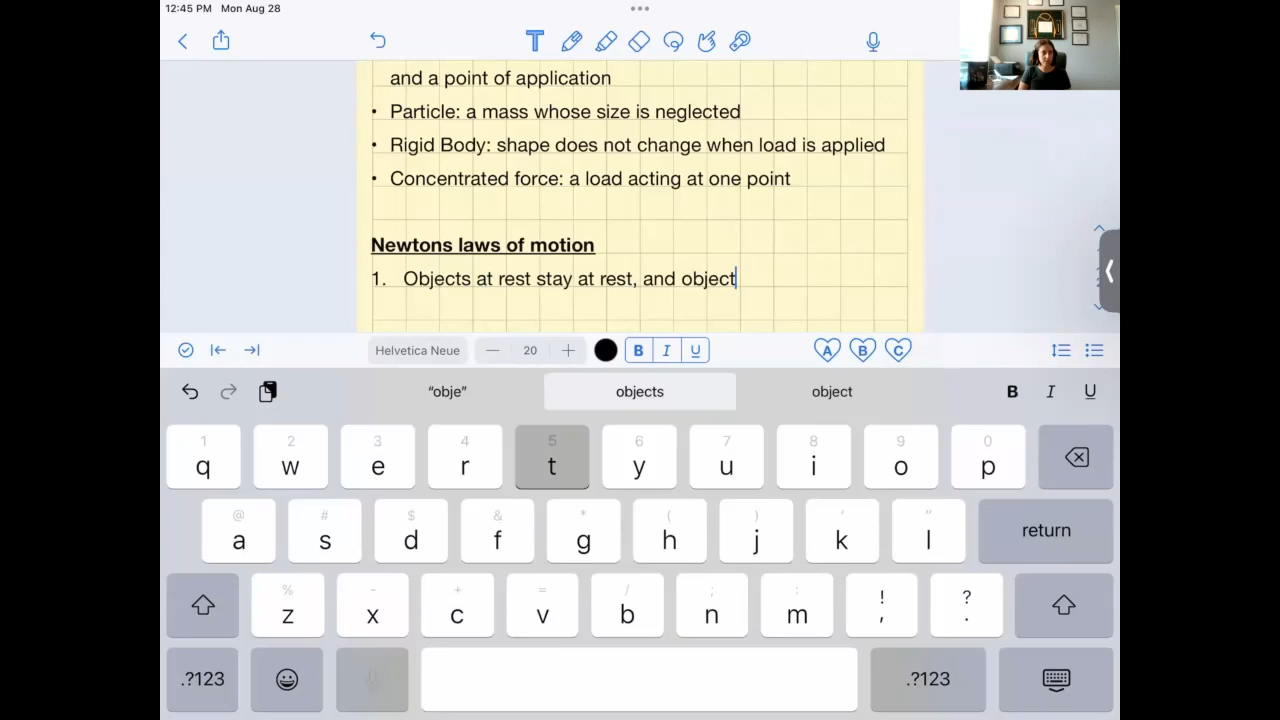 12:45 PM Mon Aug 28
and a point of application
• Particle: a mass whose size is neglected
• Rigid Body: shape does not change when load is applied
• Concentrated force: a load acting at one point
Newtons laws of motion
1. Objects at rest stay at rest, and object
Helvetica Neue — 20 + B I U A B C
“obje” objects object B I U
1 2 3 4 5 6 7 8 9 0
q w e r t y u i o p
@ # $ & * ( ) ' "
a s d f g h j k l return
% - + = / ; : ! ?
z x c v b n m , .
.?123 .?123